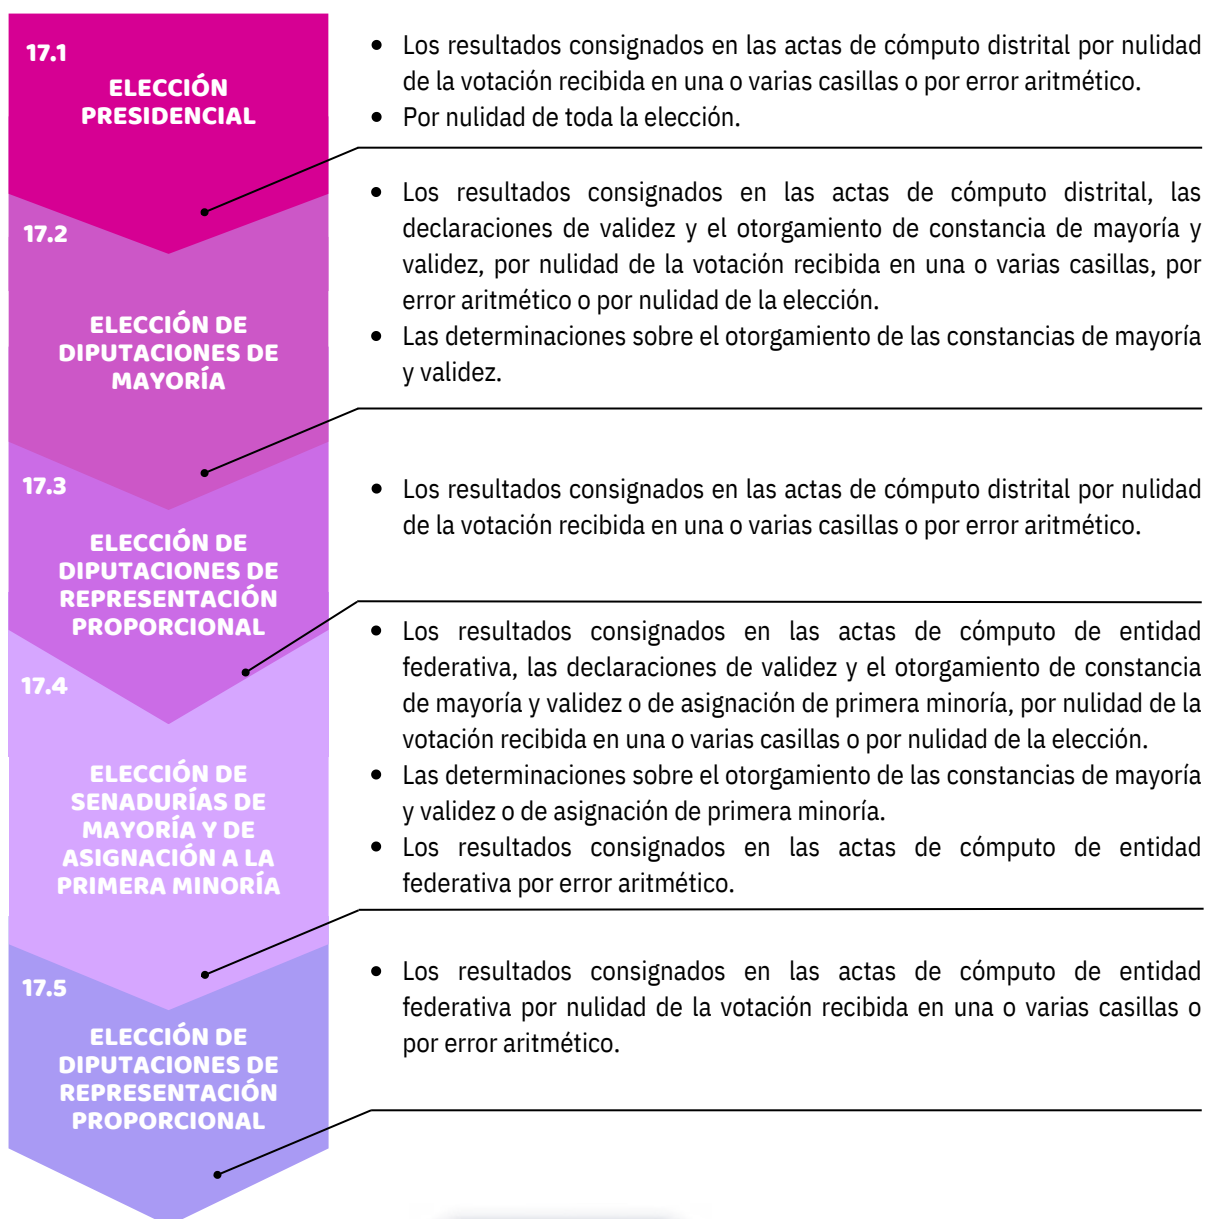 17.1
ELECCIÓN
PRESIDENCIAL
• Los resultados consignados en las actas de cómputo distrital por nulidad
de la votación recibida en una o varias casillas o por error aritmético.
• Por nulidad de toda la elección.
17.2
ELECCIÓN DE
DIPUTACIONES DE
MAYORÍA
• Los resultados consignados en las actas de cómputo distrital, las
declaraciones de validez y el otorgamiento de constancia de mayoría y
validez, por nulidad de la votación recibida en una o varias casillas, por
error aritmético o por nulidad de la elección.
• Las determinaciones sobre el otorgamiento de las constancias de mayoría
y validez.
17.3
ELECCIÓN DE
DIPUTACIONES DE
REPRESENTACIÓN
PROPORCIONAL
• Los resultados consignados en las actas de cómputo distrital por nulidad
de la votación recibida en una o varias casillas o por error aritmético.
17.4
ELECCIÓN DE
SENADURÍAS DE
MAYORÍA Y DE
ASIGNACIÓN A LA
PRIMERA MINORÍA
• Los resultados consignados en las actas de cómputo de entidad
federativa, las declaraciones de validez y el otorgamiento de constancia
de mayoría y validez o de asignación de primera minoría, por nulidad de la
votación recibida en una o varias casillas o por nulidad de la elección.
• Las determinaciones sobre el otorgamiento de las constancias de mayoría
y validez o de asignación de primera minoría.
• Los resultados consignados en las actas de cómputo de entidad
federativa por error aritmético.
17.5
ELECCIÓN DE
DIPUTACIONES DE
REPRESENTACIÓN
PROPORCIONAL
• Los resultados consignados en las actas de cómputo de entidad
federativa por nulidad de la votación recibida en una o varias casillas o
por error aritmético.